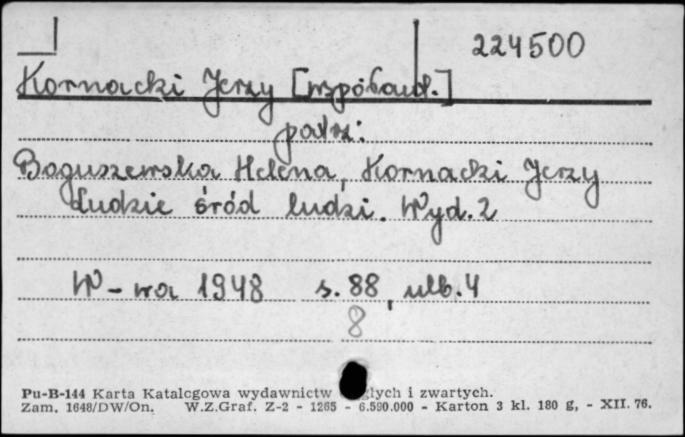 224500
Kornacki Jerzy [współaut.]
patrz:
Boguszewska Helena, Kornacki Jerzy
Ludzie śród ludzi. Wyd. 2
W-wa 1948 s. 88, nlb. 4
8
Pu-B-144 Karta Katalogowa wydawnictw i zwartych.
Zam. 1648/DW/On. W.Z.Graf. Z-2 - 1265 - 6.590.000 - Karton 3 kl. 180 g, - XII. 76.